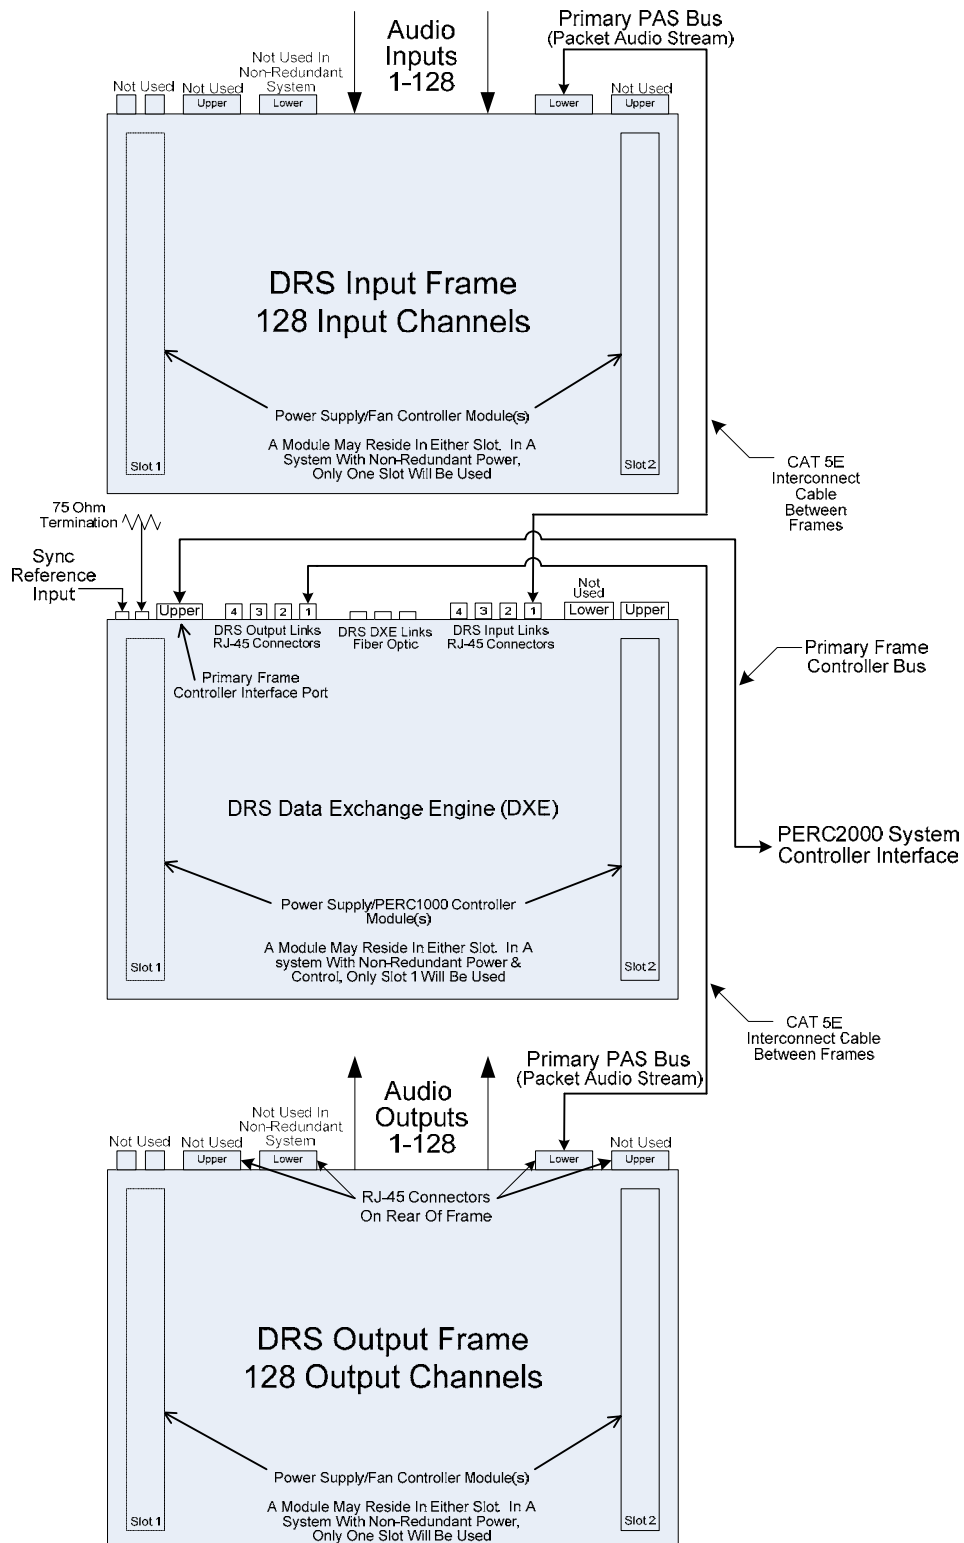 Primary PAS Bus
(Packet Audio Stream)
Audio
Inputs
1-128
Not Used In
Non-Redundant
System
Not Used
Not Used
Not Used
Upper
Lower
Lower
Upper
DRS Input Frame
128 Input Channels
Power Supply/Fan Controller Module(s)
A Module May Reside In Either Slot. In A
System With Non-Redundant Power,
Only One Slot Will Be Used
Slot 1
Slot 2
CAT 5E
Interconnect
Cable
Between
Frames
75 Ohm
Termination
Sync
Reference
Input
Upper
4
3
2
1
4
3
2
1
Not
Used
Lower
Upper
DRS Output Links
RJ-45 Connectors
DRS DXE Links
Fiber Optic
DRS Input Links
RJ-45 Connectors
Primary Frame
Controller Interface Port
Primary Frame
Controller Bus
DRS Data Exchange Engine (DXE)
PERC2000 System
Controller Interface
Power Supply/PERC1000 Controller
Module(s)
A Module May Reside In Either Slot. In A
system With Non-Redundant Power &
Control, Only Slot 1 Will Be Used
Slot 1
Slot 2
CAT 5E
Interconnect Cable
Between Frames
Primary PAS Bus
(Packet Audio Stream)
Audio
Outputs
1-128
Not Used In
Non-Redundant
System
Not Used
Not Used
Not Used
Upper
Lower
Lower
Upper
RJ-45 Connectors
On Rear Of Frame
DRS Output Frame
128 Output Channels
Power Supply/Fan Controller Module(s)
A Module May Reside In Either Slot. In A
System With Non-Redundant Power,
Only One Slot Will Be Used
Slot 1
Slot 2